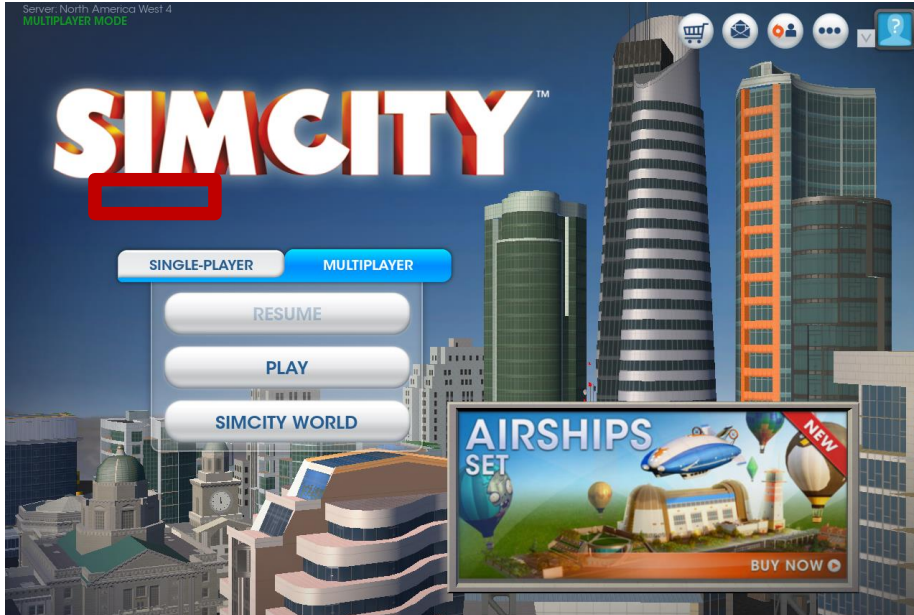 Server: North America West 4
MULTIPLAYER MODE
SIMCITY™
SINGLE-PLAYER MULTIPLAYER
RESUME
PLAY
SIMCITY WORLD
AIRSHIPS
SET
NEW
BUY NOW